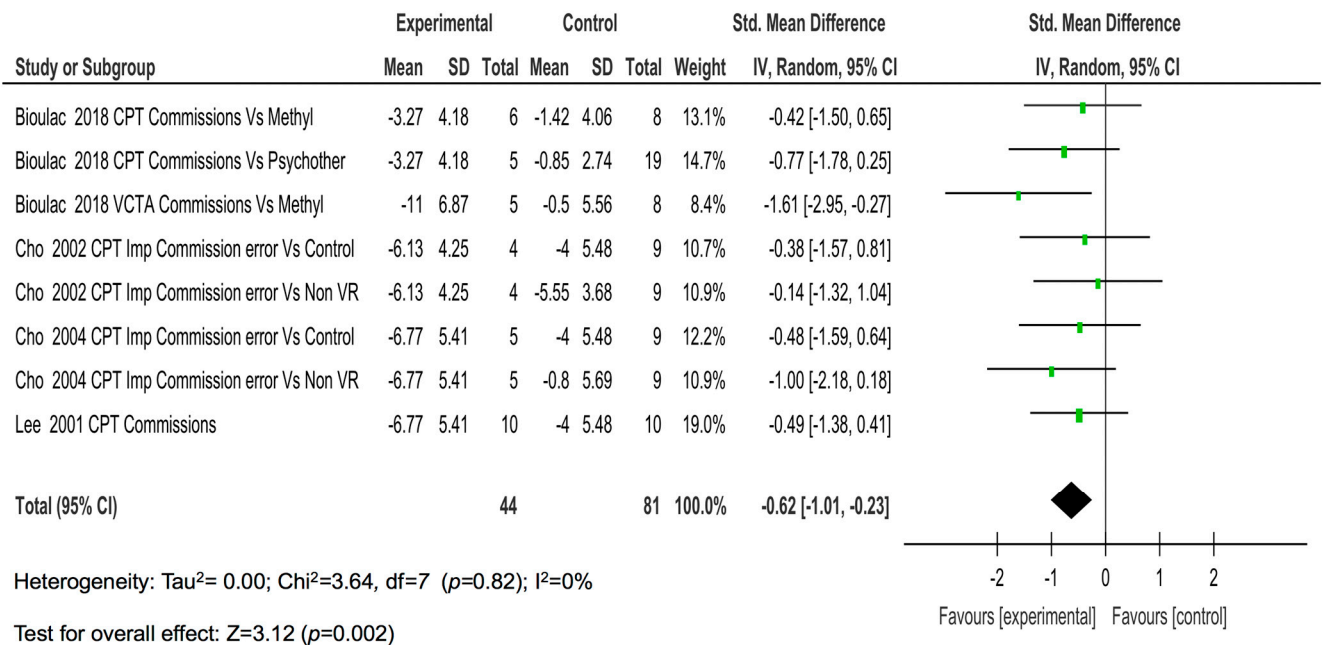 Experimental Control Std. Mean Difference Std. Mean Difference
Study or Subgroup Mean SD Total Mean SD Total Weight IV, Random, 95% CI IV, Random, 95% CI
Bioulac 2018 CPT Commissions Vs Methyl -3.27 4.18 6 -1.42 4.06 8 13.1% -0.42 [-1.50, 0.65]
Bioulac 2018 CPT Commissions Vs Psychother -3.27 4.18 5 -0.85 2.74 19 14.7% -0.77 [-1.78, 0.25]
Bioulac 2018 VCTA Commissions Vs Methyl -11 6.87 5 -0.5 5.56 8 8.4% -1.61 [-2.95, -0.27]
Cho 2002 CPT Imp Commission error Vs Control -6.13 4.25 4 -4 5.48 9 10.7% -0.38 [-1.57, 0.81]
Cho 2002 CPT Imp Commission error Vs Non VR -6.13 4.25 4 -5.55 3.68 9 10.9% -0.14 [-1.32, 1.04]
Cho 2004 CPT Imp Commission error Vs Control -6.77 5.41 5 -4 5.48 9 12.2% -0.48 [-1.59, 0.64]
Cho 2004 CPT Imp Commission error Vs Non VR -6.77 5.41 5 -0.8 5.69 9 10.9% -1.00 [-2.18, 0.18]
Lee 2001 CPT Commissions -6.77 5.41 10 -4 5.48 10 19.0% -0.49 [-1.38, 0.41]
Total (95% CI) 44 81 100.0% -0.62 [-1.01, -0.23]
-2 -1 0 1 2
Favours [experimental] Favours [control]
Heterogeneity: Tau²= 0.00; Chi²=3.64, df=7 (p=0.82); I²=0%
Test for overall effect: Z=3.12 (p=0.002)